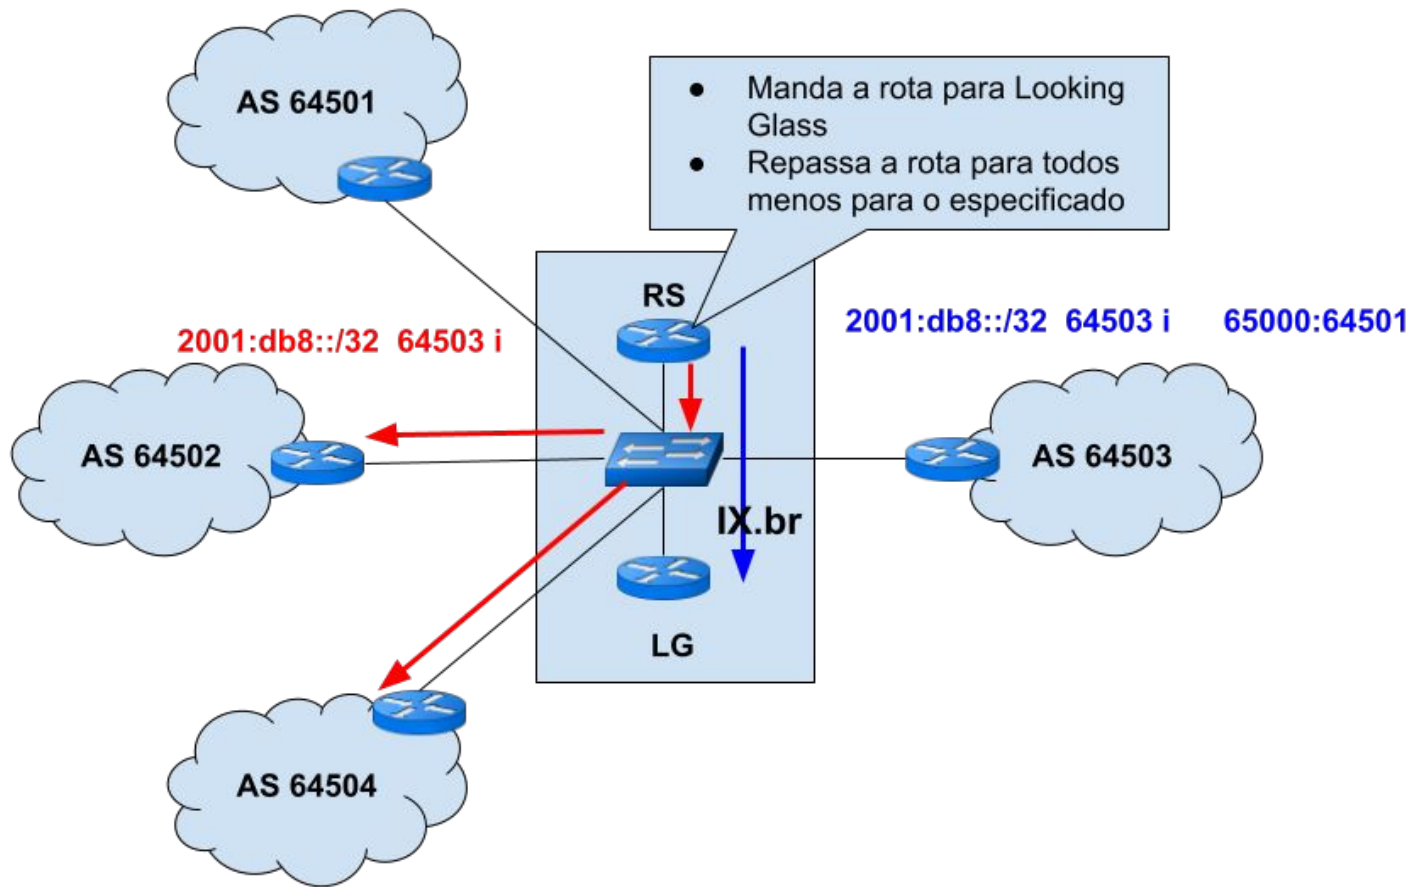 AS 64501
● Manda a rota para Looking
Glass
● Repassa a rota para todos
menos para o especificado
RS
2001:db8::/32 64503 i
2001:db8::/32 64503 i 65000:64501
AS 64502
AS 64503
IX.br
LG
AS 64504